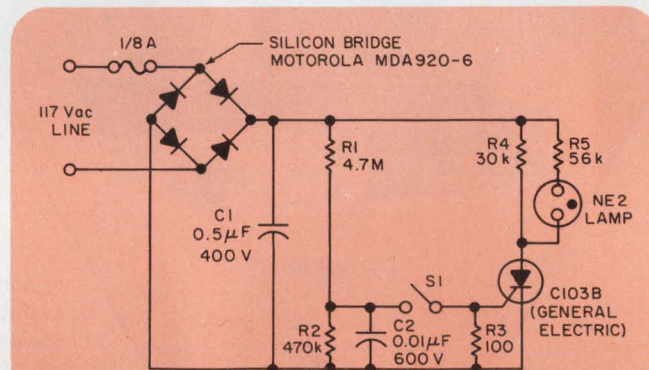 1/8 A
SILICON BRIDGE
MOTOROLA MDA920-6
117 Vac
LINE
R1
4.7M
R4
30 k
R5
56 k
NE2
LAMP
C1
0.5μF
400 V
S1
C103B
(GENERAL
ELECTRIC)
R2
470k
C2
0.01μF
600 V
R3
100